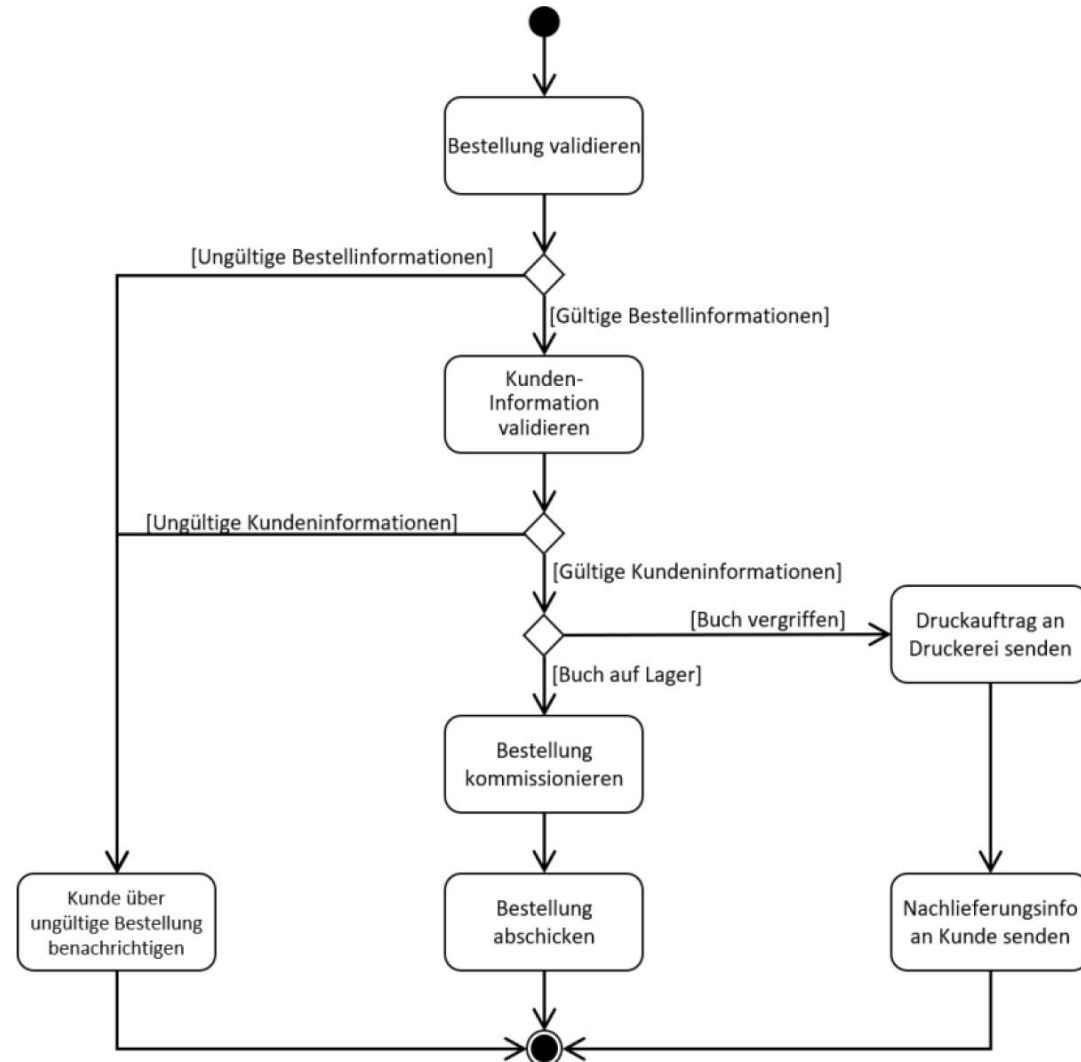 Bestellung validieren
[Ungültige Bestellinformationen]
[Gültige Bestellinformationen]
Kunden-
Information
validieren
[Ungültige Kundeninformationen]
[Gültige Kundeninformationen]
[Buch vergriffen]
Druckauftrag an
Druckerei senden
[Buch auf Lager]
Bestellung
kommissionieren
Kunde über
ungültige Bestellung
benachrichtigen
Bestellung
abschicken
Nachlieferungsinfo
an Kunde senden